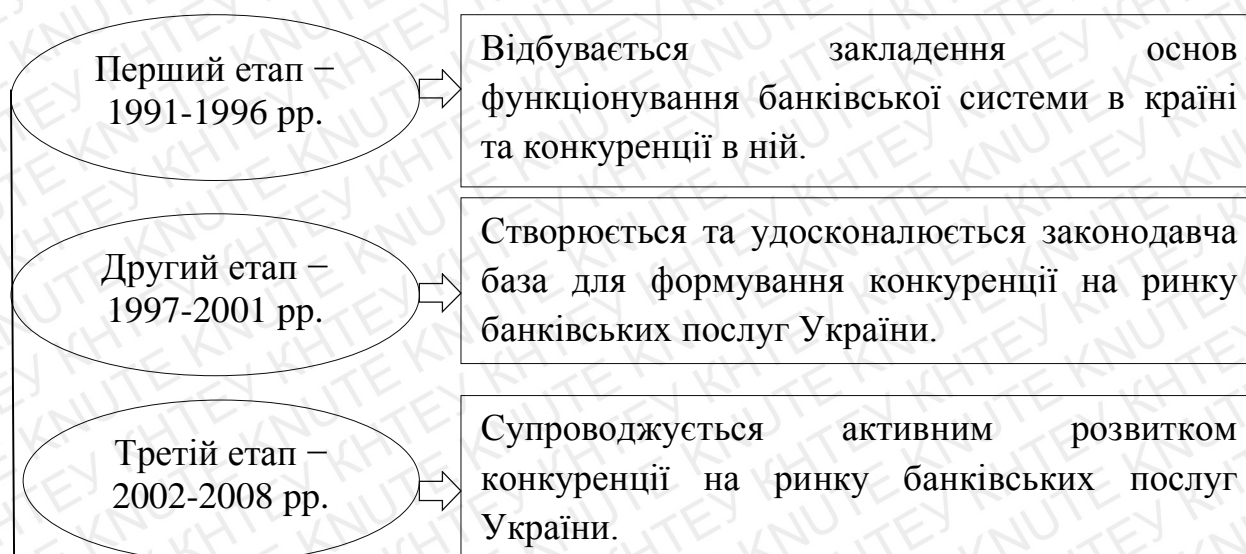 Перший етап –
1991-1996 рр.
Відбувається закладення основ
функціонування банківської системи в країні
та конкуренції в ній.
Другий етап –
1997-2001 рр.
Створюється та удосконалюється законодавча
база для формування конкуренції на ринку
банківських послуг України.
Третій етап –
2002-2008 рр.
Супроводжується активним розвитком
конкуренції на ринку банківських послуг
України.